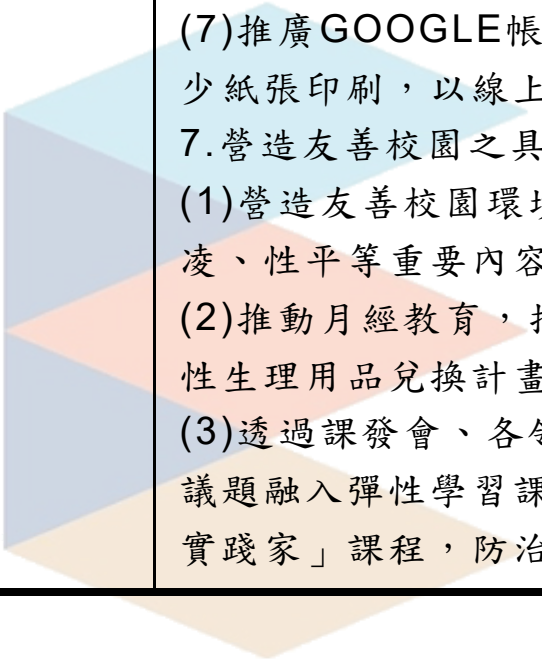 (7)推廣GOOGLE帳
少紙張印刷，以線上
7.營造友善校園之具
(1)營造友善校園環境
凌、性平等重要內容
(2)推動月經教育，
性生理用品兌換計畫
(3)透過課發會、各領
議題融入彈性學習課
實踐家」課程，防治